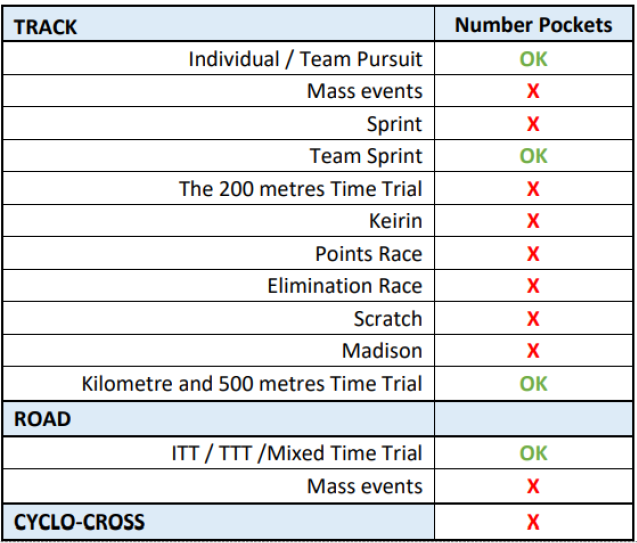 TRACK Number Pockets
Individual / Team Pursuit OK
Mass events X
Sprint X
Team Sprint OK
The 200 metres Time Trial X
Keirin X
Points Race X
Elimination Race X
Scratch X
Madison X
Kilometre and 500 metres Time Trial OK
ROAD
ITT / TTT /Mixed Time Trial OK
Mass events X
CYCLO-CROSS X